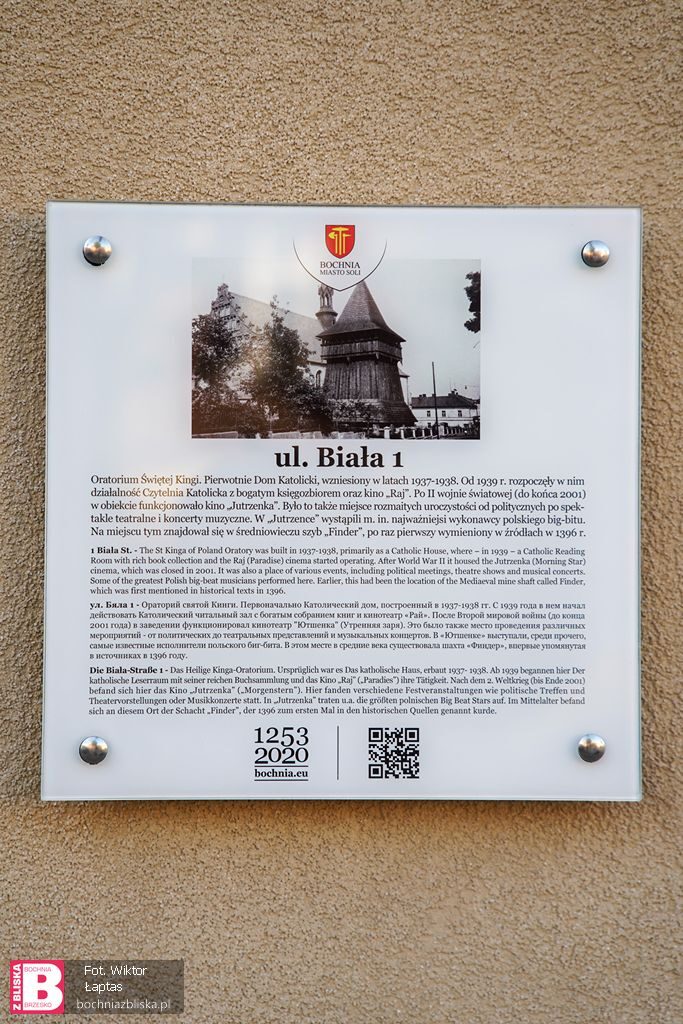 BOCHNIA
MIASTO SOLI
ul. Biała 1
Oratorium Świętej Kingi. Pierwotnie Dom Katolicki, wzniesiony w latach 1937-1938. Od 1939 r. rozpoczęły w nim
działalność Czytelnia Katolicka z bogatym księgozbiorem oraz kino „Raj”. Po II wojnie światowej (do końca 2001)
w obiekcie funkcjonowało kino „Jutrzenka”. Było to także miejsce rozmaitych uroczystości od politycznych po spek-
takle teatralne i koncerty muzyczne. W „Jutrzence” wystąpili m. in. najważniejsi wykonawcy polskiego big-bitu.
Na miejscu tym znajdował się w średniowieczu szyb „Finder”, po raz pierwszy wymieniony w źródłach w 1396 r.
1 Biała St. - The St Kinga of Poland Oratory was built in 1937-1938, primarily as a Catholic House, where – in 1939 – a Catholic Reading
Room with rich book collection and the Raj (Paradise) cinema started operating. After World War II it housed the Jutrzenka (Morning Star)
cinema, which was closed in 2001. It was also a place of various events, including political meetings, theatre shows and musical concerts.
Some of the greatest Polish big-beat musicians performed here. Earlier, this had been the location of the Mediaeval mine shaft called Finder,
which was first mentioned in historical texts in 1396.
ул. Бяла 1 - Ораторий святой Кинги. Первоначально Католический дом, построенный в 1937-1938 гг. С 1939 года в нем начал
действовать Католический читальный зал с богатым собранием книг и кинотеатр «Рай». После Второй мировой войны (до конца
2001 года) в заведении функционировал кинотеатр "Ютшенка" (Утренняя заря). Это было также место проведения различных
мероприятий - от политических до театральных представлений и музыкальных концертов. В «Ютшенке» выступали, среди прочего,
самые известные исполнители польского биг-бита. В этом месте в средние века существовала шахта «Финдер», впервые упомянутая
в источниках в 1396 году.
Die Biała-Straße 1 - Das Heilige Kinga-Oratorium. Ursprünglich war es Das katholische Haus, erbaut 1937- 1938. Ab 1939 begannen hier Der
katholische Leserraum mit seiner reichen Buchsammlung und das Kino „Raj” („Paradies”) ihre Tätigkeit. Nach dem 2. Weltkrieg (bis Ende 2001)
befand sich hier das Kino „Jutrzenka” („Morgenstern”). Hier fanden verschiedene Festveranstaltungen wie politische Treffen und
Theatervorstellungen oder Musikkonzerte statt. In „Jutrzenka” traten u.a. die größten polnischen Big Beat Stars auf. Im Mittelalter befand
sich an diesem Ort der Schacht „Finder”, der 1396 zum ersten Mal in den historischen Quellen genannt kurde.
1253
2020
bochnia.eu
Z BLISKA
BOCHNIA
B
BRZESKO
Fot. Wiktor
Łaptas
bochniazbliska.pl